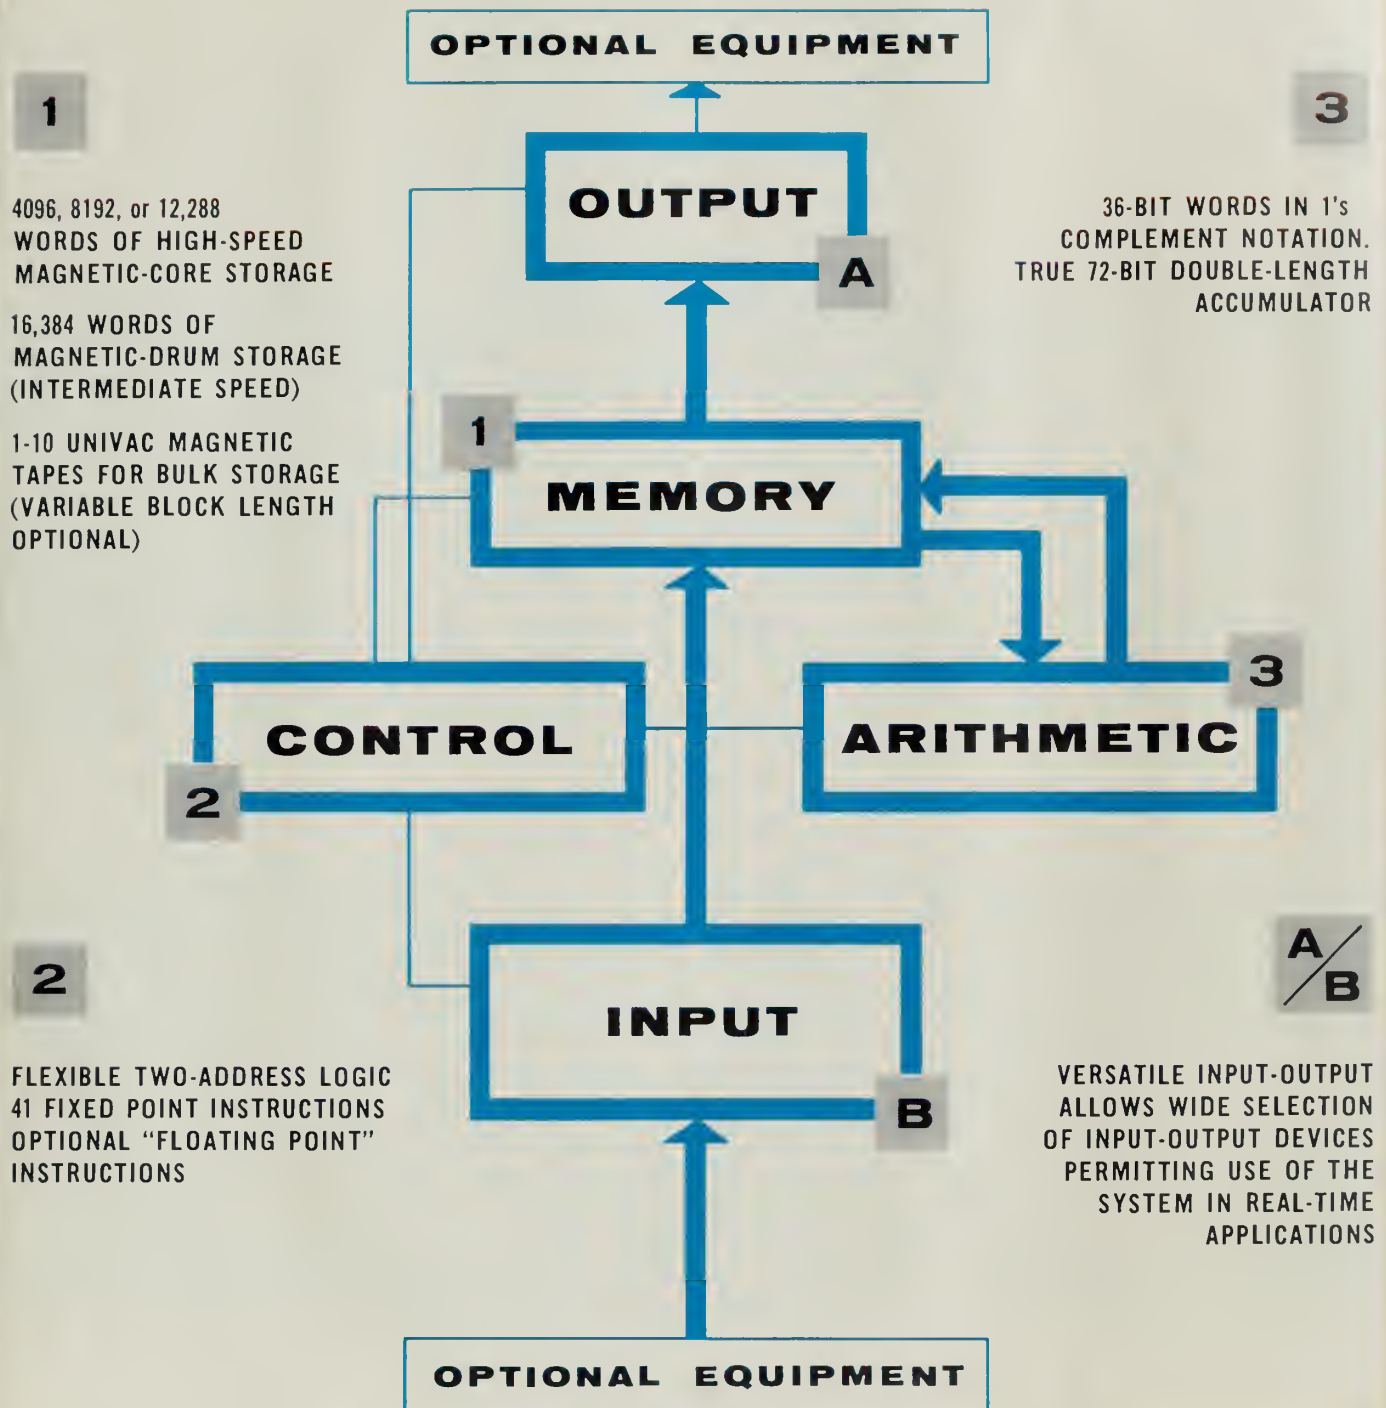 OPTIONAL EQUIPMENT
1
4096, 8192, or 12,288
WORDS OF HIGH-SPEED
MAGNETIC-CORE STORAGE
16,384 WORDS OF
MAGNETIC-DRUM STORAGE
(INTERMEDIATE SPEED)
1-10 UNIVAC MAGNETIC
TAPES FOR BULK STORAGE
(VARIABLE BLOCK LENGTH
OPTIONAL)
3
36-BIT WORDS IN 1's
COMPLEMENT NOTATION.
TRUE 72-BIT DOUBLE-LENGTH
ACCUMULATOR
OUTPUT
A
1
MEMORY
CONTROL
2
3
ARITHMETIC
INPUT
B
2
FLEXIBLE TWO-ADDRESS LOGIC
41 FIXED POINT INSTRUCTIONS
OPTIONAL “FLOATING POINT”
INSTRUCTIONS
A/B
VERSATILE INPUT-OUTPUT
ALLOWS WIDE SELECTION
OF INPUT-OUTPUT DEVICES
PERMITTING USE OF THE
SYSTEM IN REAL-TIME
APPLICATIONS
OPTIONAL EQUIPMENT